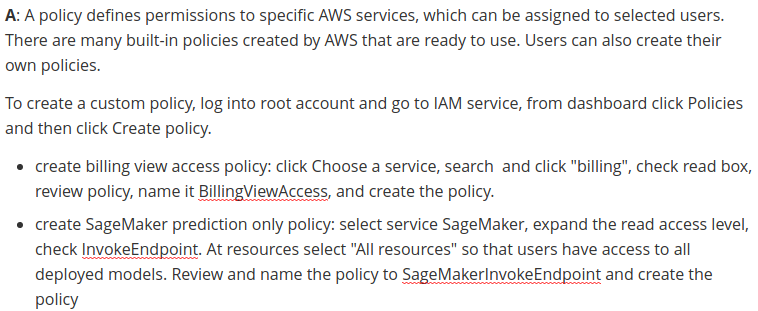 A: A policy defines permissions to specific AWS services, which can be assigned to selected users.
There are many built-in policies created by AWS that are ready to use. Users can also create their
own policies.
To create a custom policy, log into root account and go to IAM service, from dashboard click Policies
and then click Create policy.
• create billing view access policy: click Choose a service, search  and click "billing", check read box,
review policy, name it BillingViewAccess, and create the policy.
• create SageMaker prediction only policy: select service SageMaker, expand the read access level,
check InvokeEndpoint. At resources select "All resources" so that users have access to all
deployed models. Review and name the policy to SageMakerInvokeEndpoint and create the
policy